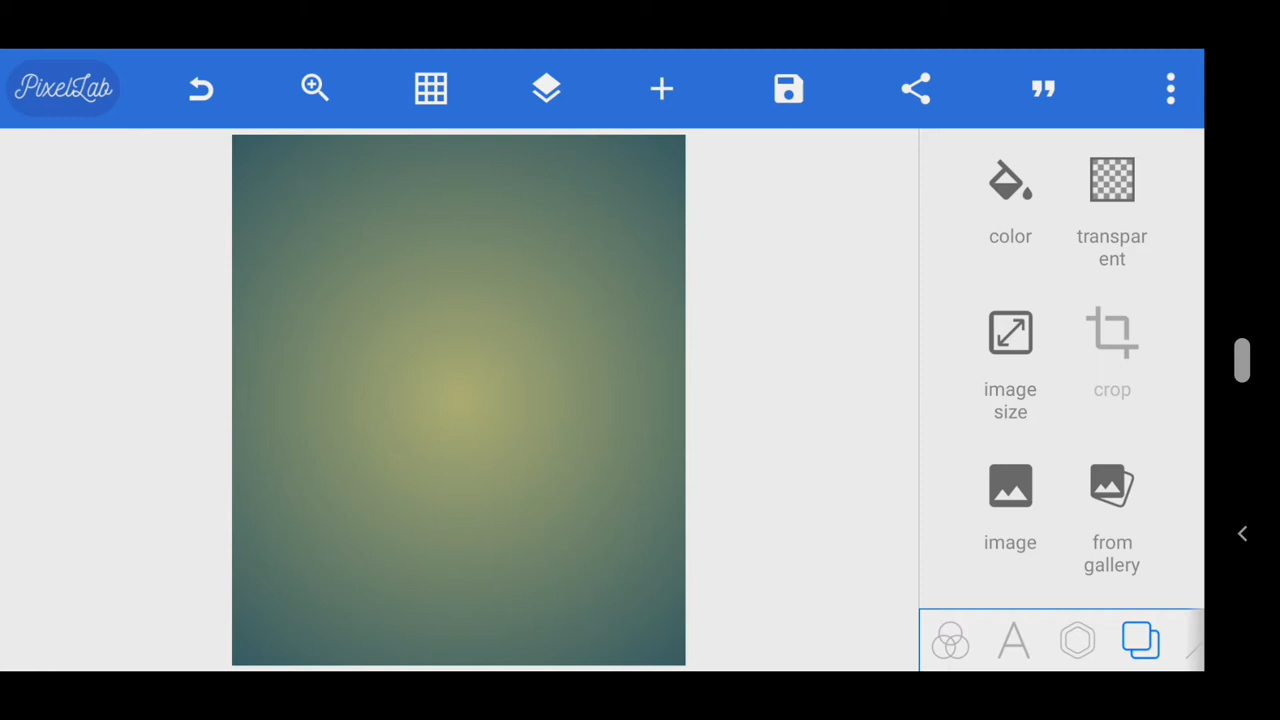 PixelLab
color
transpar
ent
image
size
crop
image
from
gallery